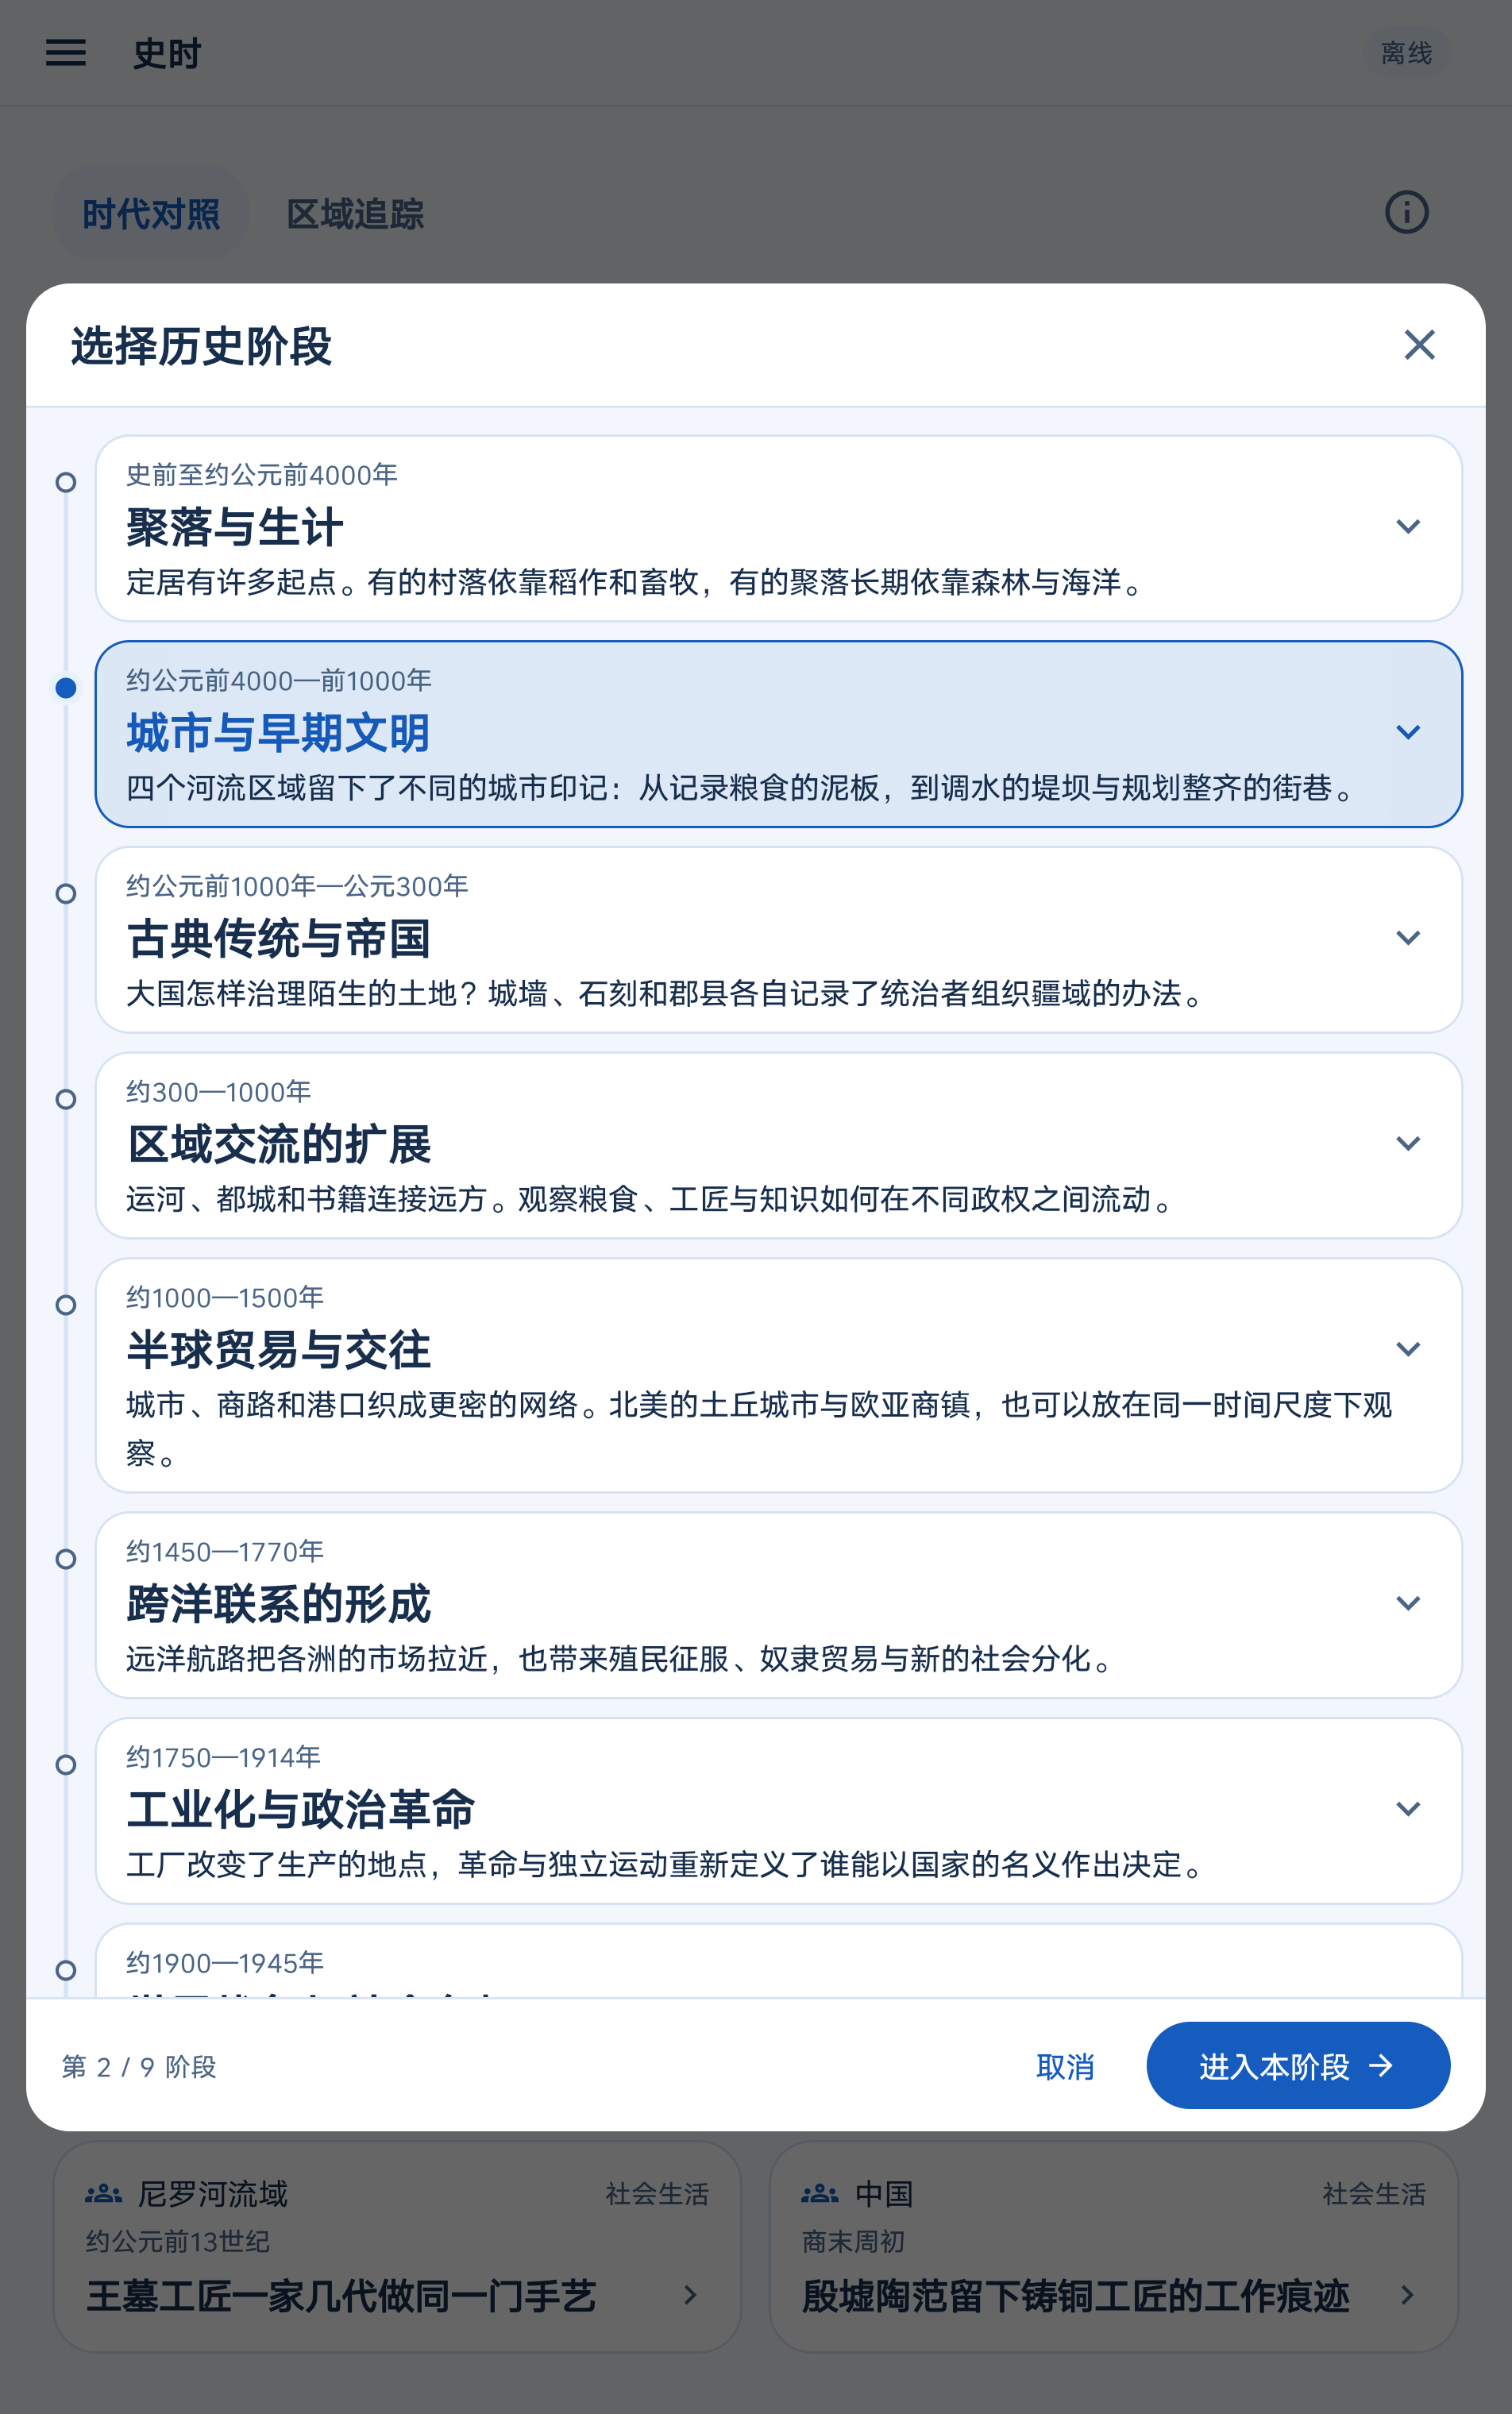 史时
离线
时代对照
区域追踪
选择历史阶段
史前至约公元前4000年
聚落与生计
定居有许多起点。有的村落依靠稻作和畜牧，有的聚落长期依靠森林与海洋。
约公元前4000—前1000年
城市与早期文明
四个河流区域留下了不同的城市印记：从记录粮食的泥板，到调水的堤坝与规划整齐的街巷。
约公元前1000年—公元300年
古典传统与帝国
大国怎样治理陌生的土地？城墙、石刻和郡县各自记录了统治者组织疆域的办法。
约300—1000年
区域交流的扩展
运河、都城和书籍连接远方。观察粮食、工匠与知识如何在不同政权之间流动。
约1000—1500年
半球贸易与交往
城市、商路和港口织成更密的网络。北美的土丘城市与欧亚商镇，也可以放在同一时间尺度下观
察。
约1450—1770年
跨洋联系的形成
远洋航路把各洲的市场拉近，也带来殖民征服、奴隶贸易与新的社会分化。
约1750—1914年
工业化与政治革命
工厂改变了生产的地点，革命与独立运动重新定义了谁能以国家的名义作出决定。
约1900—1945年
第 2 / 9 阶段
取消
进入本阶段
尼罗河流域
社会生活
约公元前13世纪
王墓工匠一家几代做同一门手艺
中国
社会生活
商末周初
殷墟陶范留下铸铜工匠的工作痕迹